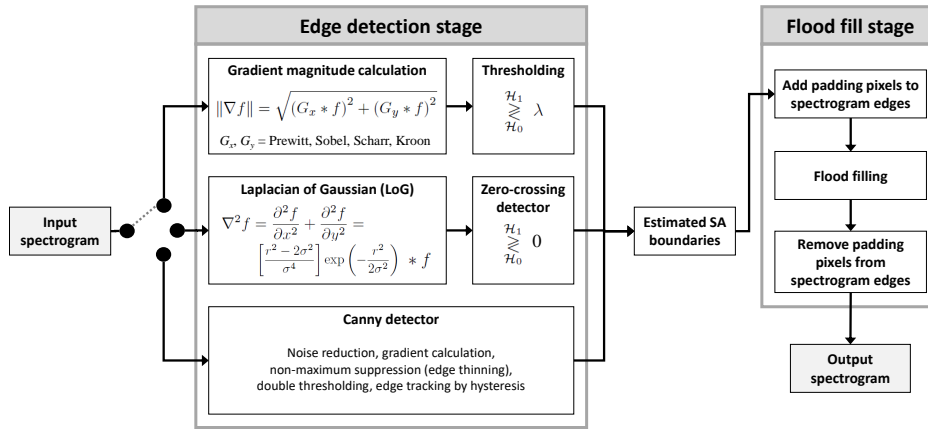 Edge detection stage
Gradient magnitude calculation
‖∇f‖ = √((G_x ∗ f)² + (G_y ∗ f)²)
G_x, G_y = Prewitt, Sobel, Scharr, Kroon
Thresholding
H₁
≷ λ
H₀
Input
spectrogram
Laplacian of Gaussian (LoG)
∇²f = ∂²f/∂x² + ∂²f/∂y² =
[(r² − 2σ²)/σ⁴] exp(−r²/2σ²) ∗ f
Zero-crossing
detector
H₁
≷ 0
H₀
Canny detector
Noise reduction, gradient calculation,
non-maximum suppression (edge thinning),
double thresholding, edge tracking by hysteresis
Estimated SA
boundaries
Flood fill stage
Add padding pixels to
spectrogram edges
Flood filling
Remove padding
pixels from
spectrogram edges
Output
spectrogram